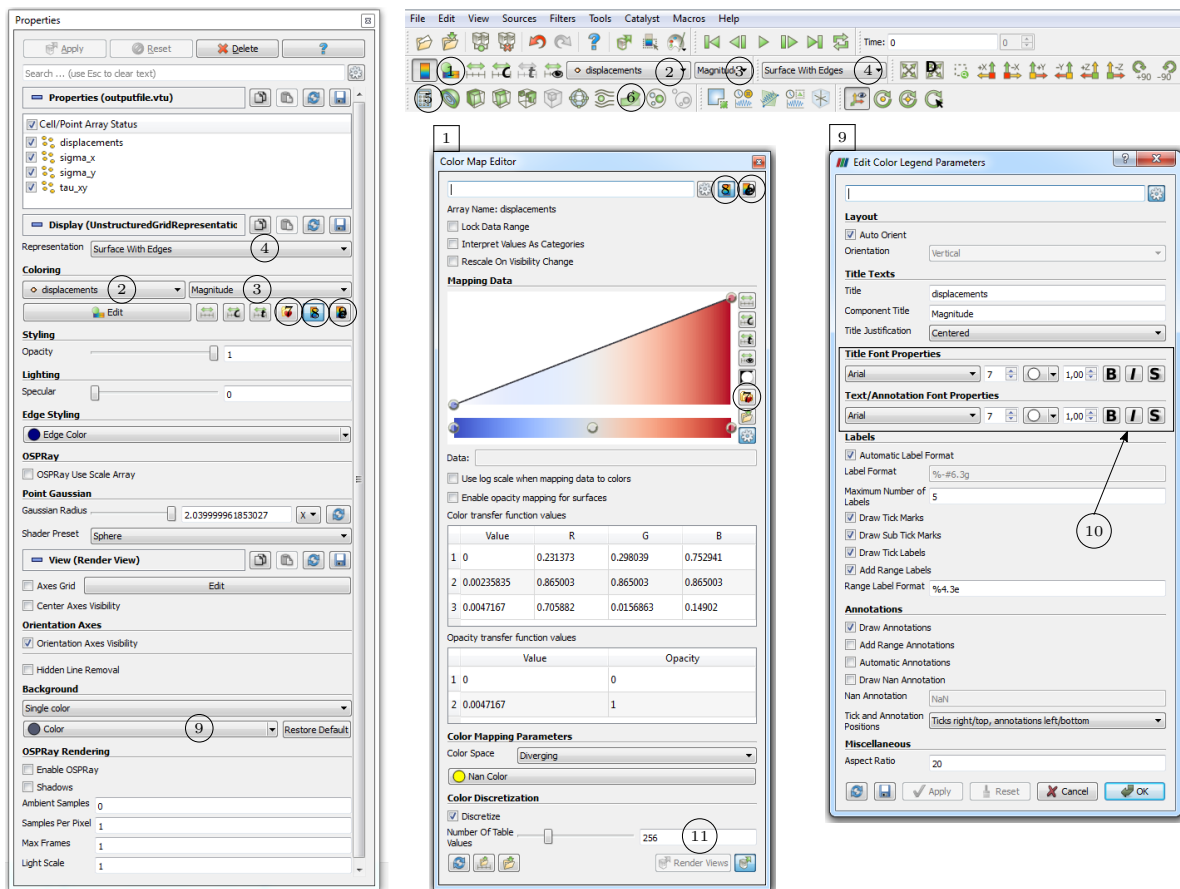 Properties
Apply Reset Delete ?
Search ... (use Esc to clear text)
Properties (outputfile.vtu)
Cell/Point Array Status
displacements
sigma_x
sigma_y
tau_xy
Display (UnstructuredGridRepresentatic
Representation Surface With Edges 4
Coloring
displacements 2 Magnitude 3
Edit 7 8
Styling
Opacity 1
Lighting
Specular 0
Edge Styling
Edge Color
OSPRay
OSPRay Use Scale Array
Point Gaussian
Gaussian Radius 2.039999961853027 X
Shader Preset Sphere
View (Render View)
Axes Grid Edit
Center Axes Visibility
Orientation Axes
Orientation Axes Visibility
Hidden Line Removal
Background
Single color
Color 9 Restore Default
OSPRay Rendering
Enable OSPRay
Shadows
Ambient Samples 0
Samples Per Pixel 1
Max Frames 1
Light Scale 1
File Edit View Sources Filters Tools Catalyst Macros Help
? Time: 0 0
displacements 2 Magnitude 3 Surface With Edges 4 D +X -X +Y -Y +Z -Z +90 -90
5 6
1
Color Map Editor
8
Array Name: displacements
Lock Data Range
Interpret Values As Categories
Rescale On Visibility Change
Mapping Data
7
Data:
Use log scale when mapping data to colors
Enable opacity mapping for surfaces
Color transfer function values
Value R G B
1 0 0.231373 0.298039 0.752941
2 0.00235835 0.865003 0.865003 0.865003
3 0.0047167 0.705882 0.0156863 0.14902
Opacity transfer function values
Value Opacity
1 0 0
2 0.0047167 1
Color Mapping Parameters
Color Space Diverging
Nan Color
Color Discretization
Discretize
Number Of Table Values 256 11
Render Views
9
Edit Color Legend Parameters ?
Layout
Auto Orient
Orientation Vertical
Title Texts
Title displacements
Component Title Magnitude
Title Justification Centered
Title Font Properties
Arial 7 1,00 B I S
Text/Annotation Font Properties
Arial 7 1,00 B I S
Labels
Automatic Label Format
Label Format %-#6.3g
Maximum Number of Labels 5
Draw Tick Marks
Draw Sub Tick Marks
Draw Tick Labels
Add Range Labels
Range Label Format %4.3e
10
Annotations
Draw Annotations
Add Range Annotations
Automatic Annotations
Draw Nan Annotation
Nan Annotation NaN
Tick and Annotation Positions Ticks right/top, annotations left/bottom
Miscellaneous
Aspect Ratio 20
Apply Reset Cancel OK